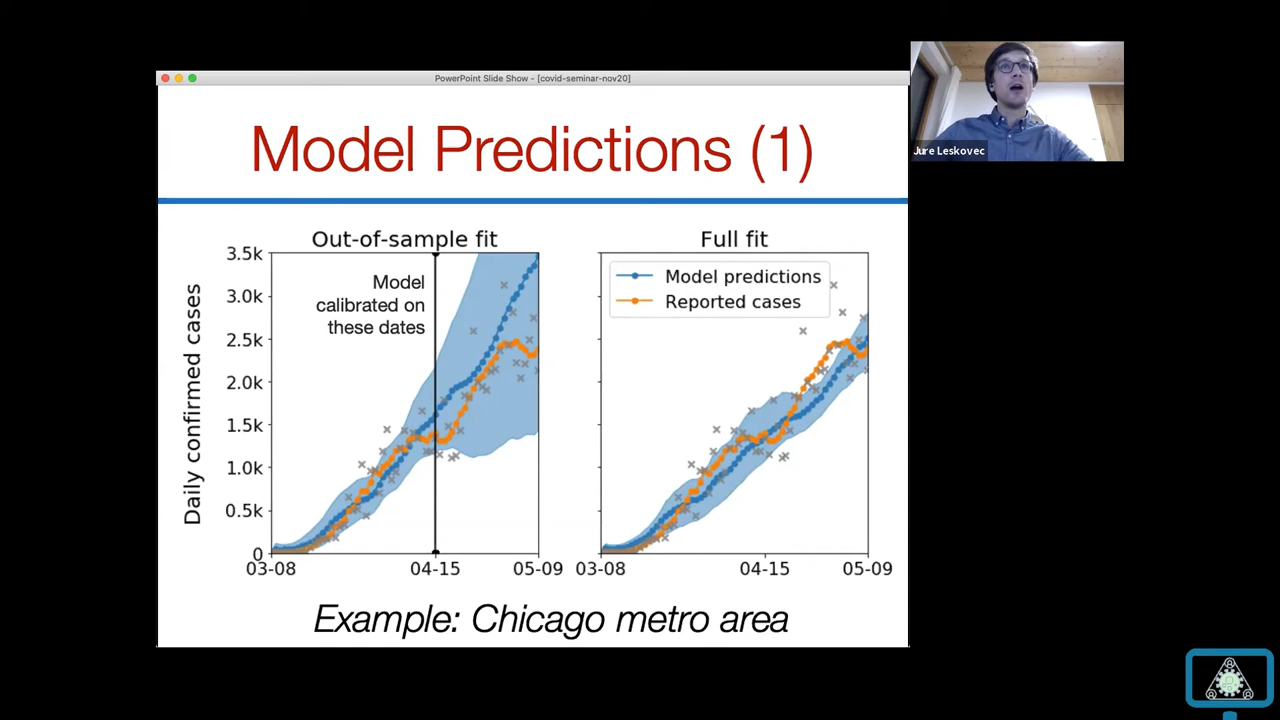 PowerPoint Slide Show - [covid-seminar-nov20]
Jure Leskovec
Model Predictions (1)
Out-of-sample fit
Full fit
Daily confirmed cases
3.5k
3.0k
2.5k
2.0k
1.5k
1.0k
0.5k
0
Model
calibrated on
these dates
03-08
04-15
05-09
Model predictions
Reported cases
03-08
04-15
05-09
Example: Chicago metro area